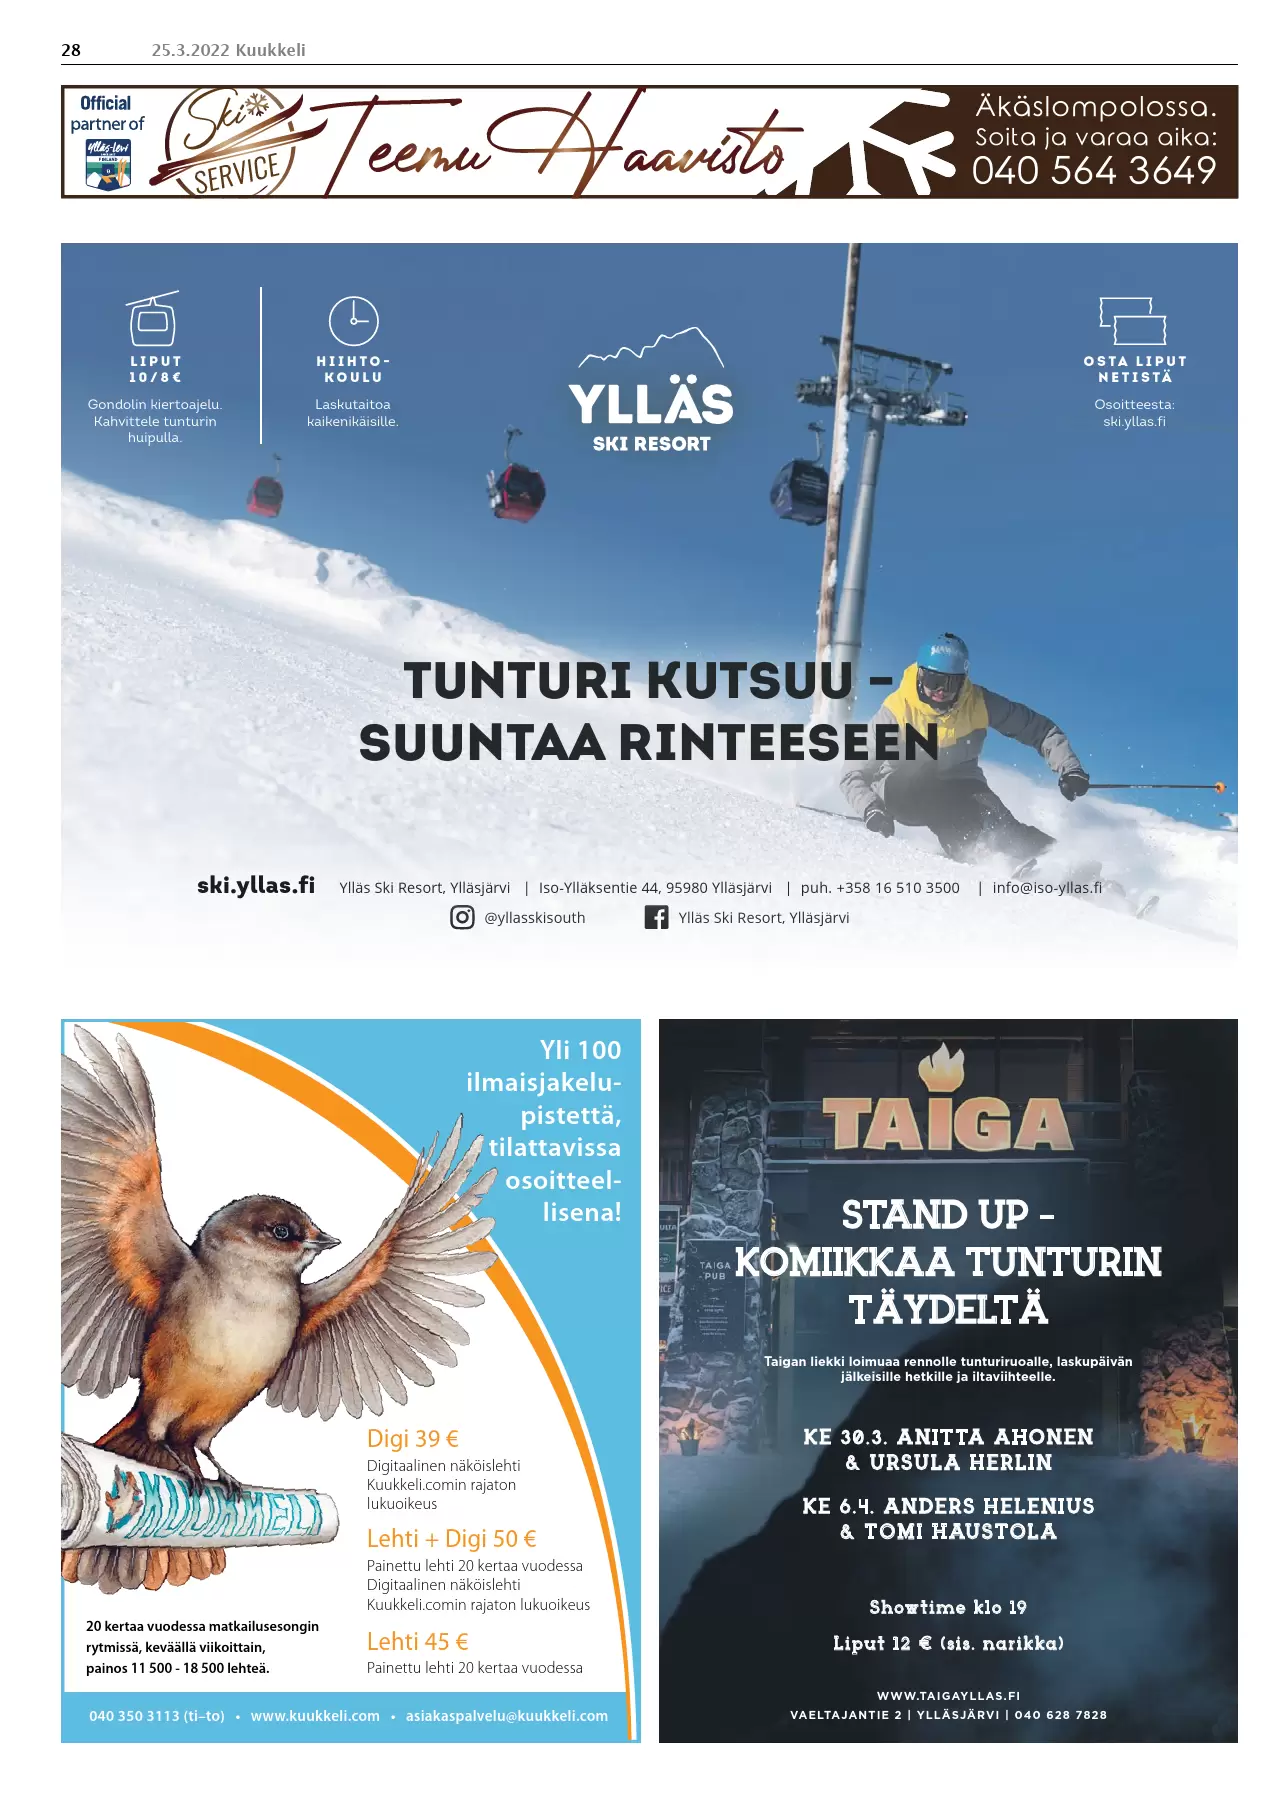 28 25.3.2022 Kuukkeli
Official
partner of
Ylläs-Levi
FINLAND
Ski
SERVICE
Teemu Haavisto
Äkäslompolossa.
Soita ja varaa aika:
040 564 3649
LIPUT
10/8€
Gondolin kiertoajelu.
Kahvittele tunturin
huipulla.
HIIHTO-
KOULU
Laskutaitoa
kaikenikäisille.
YLLÄS
SKI RESORT
OSTA LIPUT
NETISTÄ
Osoitteesta:
ski.yllas.fi
TUNTURI KUTSUU –
SUUNTAA RINTEESEEN
ski.yllas.fi Ylläs Ski Resort, Ylläsjärvi | Iso-Ylläksentie 44, 95980 Ylläsjärvi | puh. +358 16 510 3500 | info@iso-yllas.fi
@yllasskisouth Ylläs Ski Resort, Ylläsjärvi
Yli 100
ilmaisjakelu-
pistettä,
tilattavissa
osoitteel-
lisena!
KUUKKELI
Digi 39 €
Digitaalinen näköislehti
Kuukkeli.comin rajaton
lukuoikeus
Lehti + Digi 50 €
Painettu lehti 20 kertaa vuodessa
Digitaalinen näköislehti
Kuukkeli.comin rajaton lukuoikeus
Lehti 45 €
Painettu lehti 20 kertaa vuodessa
20 kertaa vuodessa matkailusesongin
rytmissä, keväällä viikoittain,
painos 11 500 - 18 500 lehteä.
040 350 3113 (ti–to) • www.kuukkeli.com • asiakaspalvelu@kuukkeli.com
TAIGA
STAND UP –
KOMIIKKAA TUNTURIN
TÄYDELTÄ
TAIGA
PUB
Taigan liekki loimuaa rennolle tunturiruoalle, laskupäivän
jälkeisille hetkille ja iltaviihteelle.
KE 30.3. ANITTA AHONEN
& URSULA HERLIN
KE 6.4. ANDERS HELENIUS
& TOMI HAUSTOLA
Showtime klo 19
Liput 12 € (sis. narikka)
WWW.TAIGAYLLAS.FI
VAELTAJANTIE 2 | YLLÄSJÄRVI | 040 628 7828